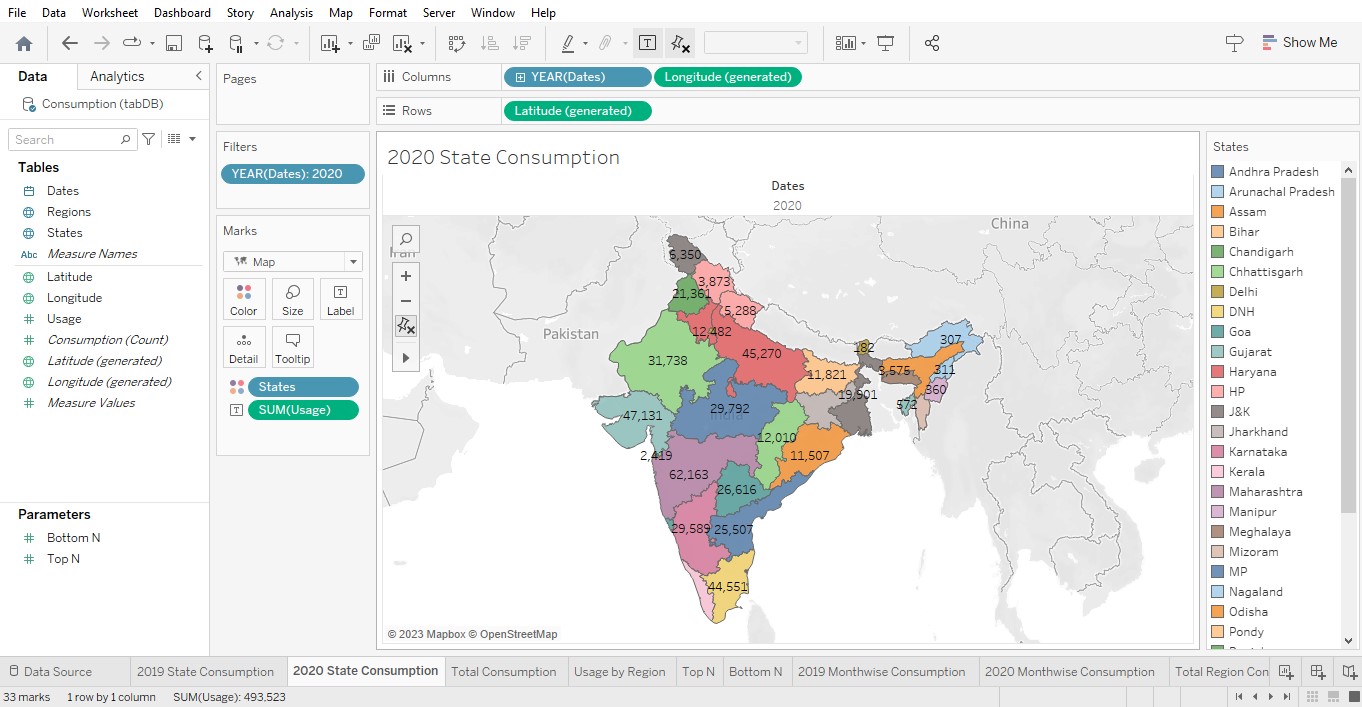 File Data Worksheet Dashboard Story Analysis Map Format Server Window Help
Show Me
Data Analytics
Consumption (tabDB)
Search
Tables
Dates
Regions
States
Abc Measure Names
Latitude
Longitude
Usage
Consumption (Count)
Latitude (generated)
Longitude (generated)
Measure Values
Parameters
Bottom N
Top N
Pages
Filters
YEAR(Dates): 2020
Marks
Map
Color Size Label
Detail Tooltip
States
SUM(Usage)
Columns YEAR(Dates) Longitude (generated)
Rows Latitude (generated)
2020 State Consumption
Dates
2020
China
Iran
6,350
3,873
21,361
5,288
Pakistan
12,482
307
182
45,270
31,738
3,575
311
11,821
360
19,901
572
29,792
India
47,131
12,010
2,419
11,507
62,163
26,616
29,589
25,507
44,551
© 2023 Mapbox © OpenStreetMap
States
Andhra Pradesh
Arunachal Pradesh
Assam
Bihar
Chandigarh
Chhattisgarh
Delhi
DNH
Goa
Gujarat
Haryana
HP
J&K
Jharkhand
Karnataka
Kerala
Maharashtra
Manipur
Meghalaya
Mizoram
MP
Nagaland
Odisha
Pondy
Data Source 2019 State Consumption 2020 State Consumption Total Consumption Usage by Region Top N Bottom N 2019 Monthwise Consumption 2020 Monthwise Consumption Total Region Con
33 marks 1 row by 1 column SUM(Usage): 493,523